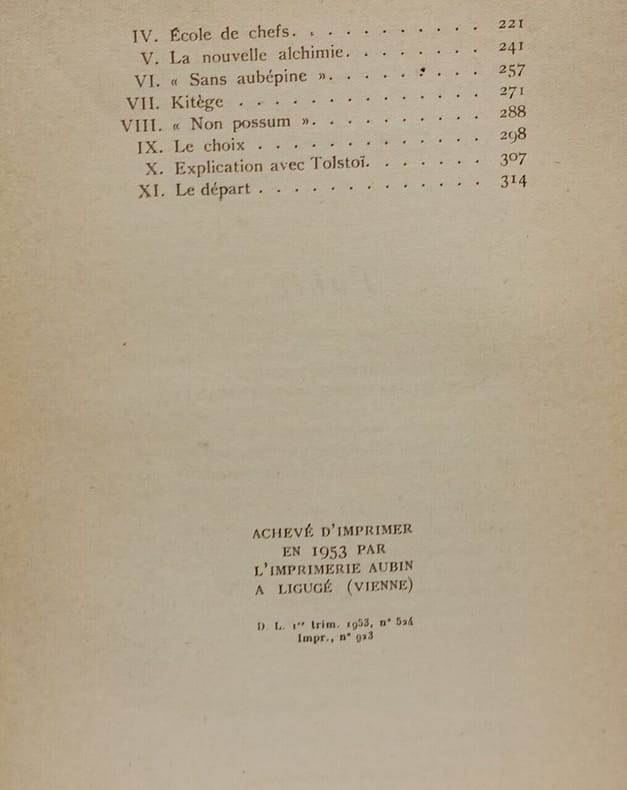 IV. École de chefs. . . . . . . . . . 221
V. La nouvelle alchimie. . . . . . . 241
VI. « Sans aubépine ». . . . . . . . 257
VII. Kitège . . . . . . . . . . . . 271
VIII. « Non possum ». . . . . . . . . 288
IX. Le choix . . . . . . . . . . . 298
X. Explication avec Tolstoï. . . . . . 307
XI. Le départ . . . . . . . . . . . 314
ACHEVÉ D'IMPRIMER
EN 1953 PAR
L'IMPRIMERIE AUBIN
A LIGUGÉ (VIENNE)
D. L. 1er trim. 1953, n° 524
Impr., n° 923